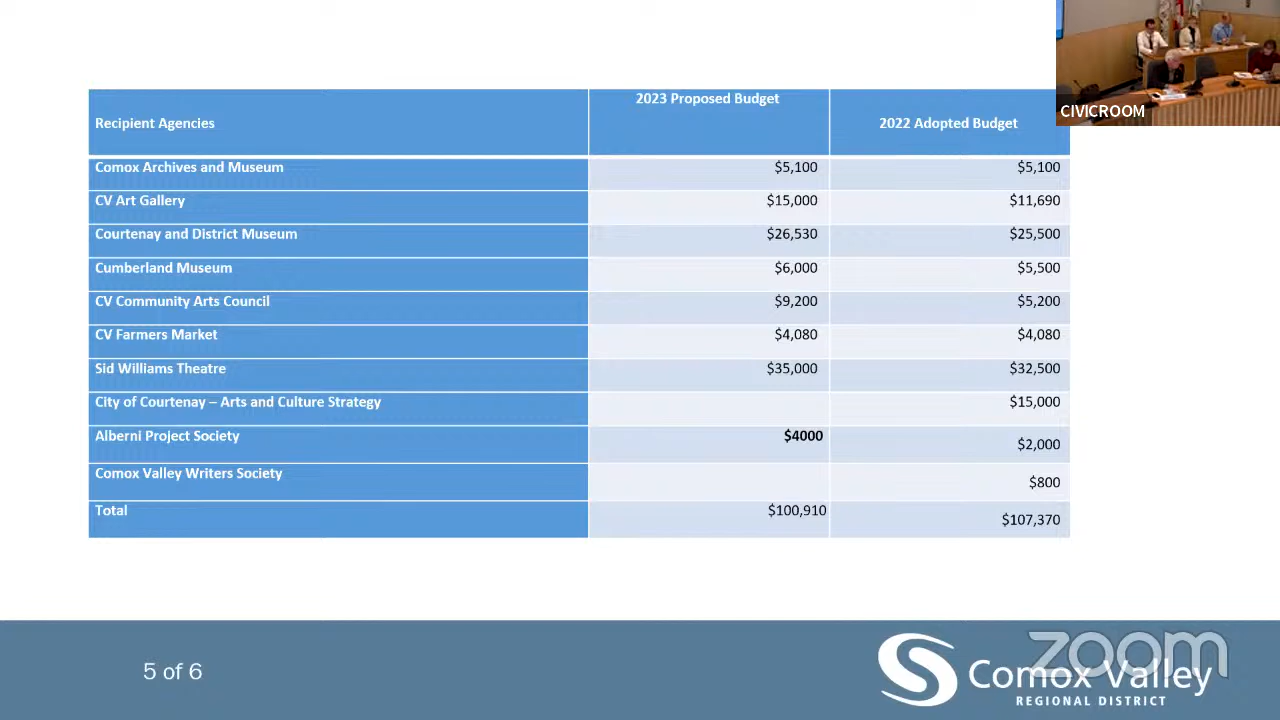 CIVICROOM
Recipient Agencies 2023 Proposed Budget 2022 Adopted Budget
Comox Archives and Museum $5,100 $5,100
CV Art Gallery $15,000 $11,690
Courtenay and District Museum $26,530 $25,500
Cumberland Museum $6,000 $5,500
CV Community Arts Council $9,200 $5,200
CV Farmers Market $4,080 $4,080
Sid Williams Theatre $35,000 $32,500
City of Courtenay – Arts and Culture Strategy $15,000
Alberni Project Society $4000 $2,000
Comox Valley Writers Society $800
Total $100,910 $107,370
5 of 6
zoom
Comox Valley
REGIONAL DISTRICT